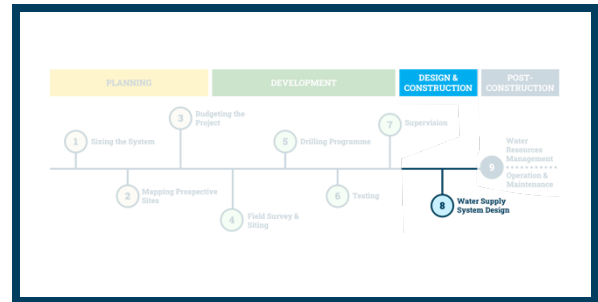 PLANNING
DEVELOPMENT
DESIGN &
CONSTRUCTION
POST-
CONSTRUCTION
1 Sizing the System
2 Mapping Prospective
Sites
3 Budgeting the
Project
4 Field Survey &
Siting
5 Drilling Programme
6 Testing
7 Supervision
8 Water Supply
System Design
9 Water
Resources
Management
Operation &
Maintenance